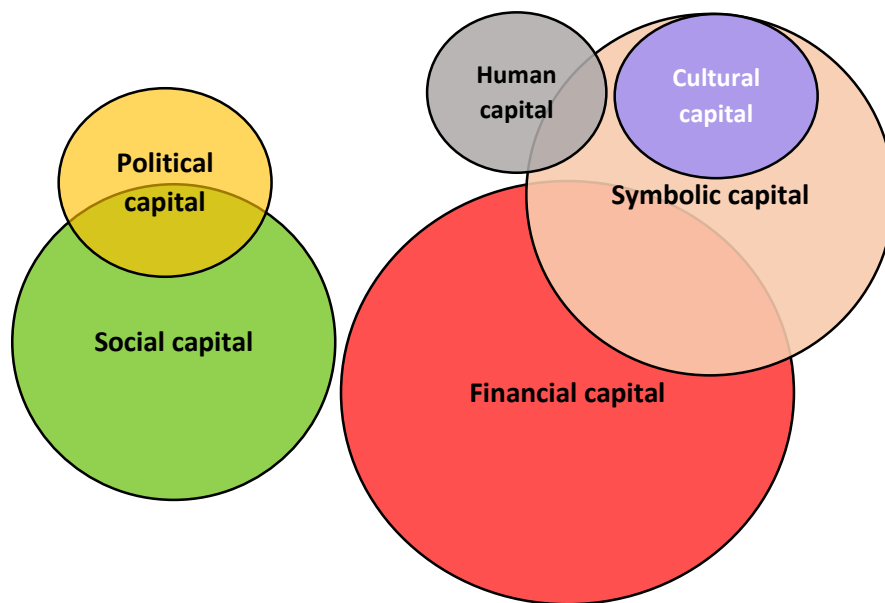 Human
capital
Cultural
capital
Political
capital
Symbolic capital
Social capital
Financial capital